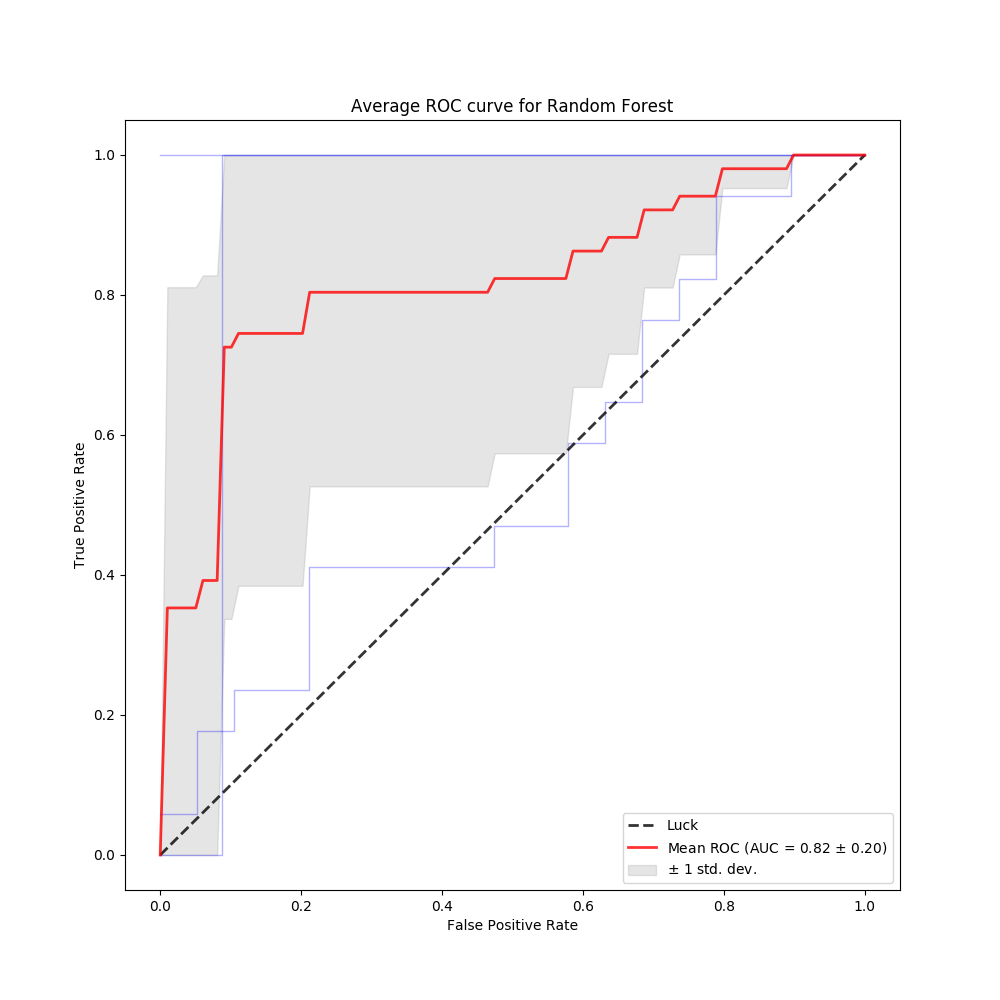 Average ROC curve for Random Forest
True Positive Rate
1.0
0.8
0.6
0.4
0.2
0.0
Luck
Mean ROC (AUC = 0.82 ± 0.20)
± 1 std. dev.
0.0 0.2 0.4 0.6 0.8 1.0
False Positive Rate